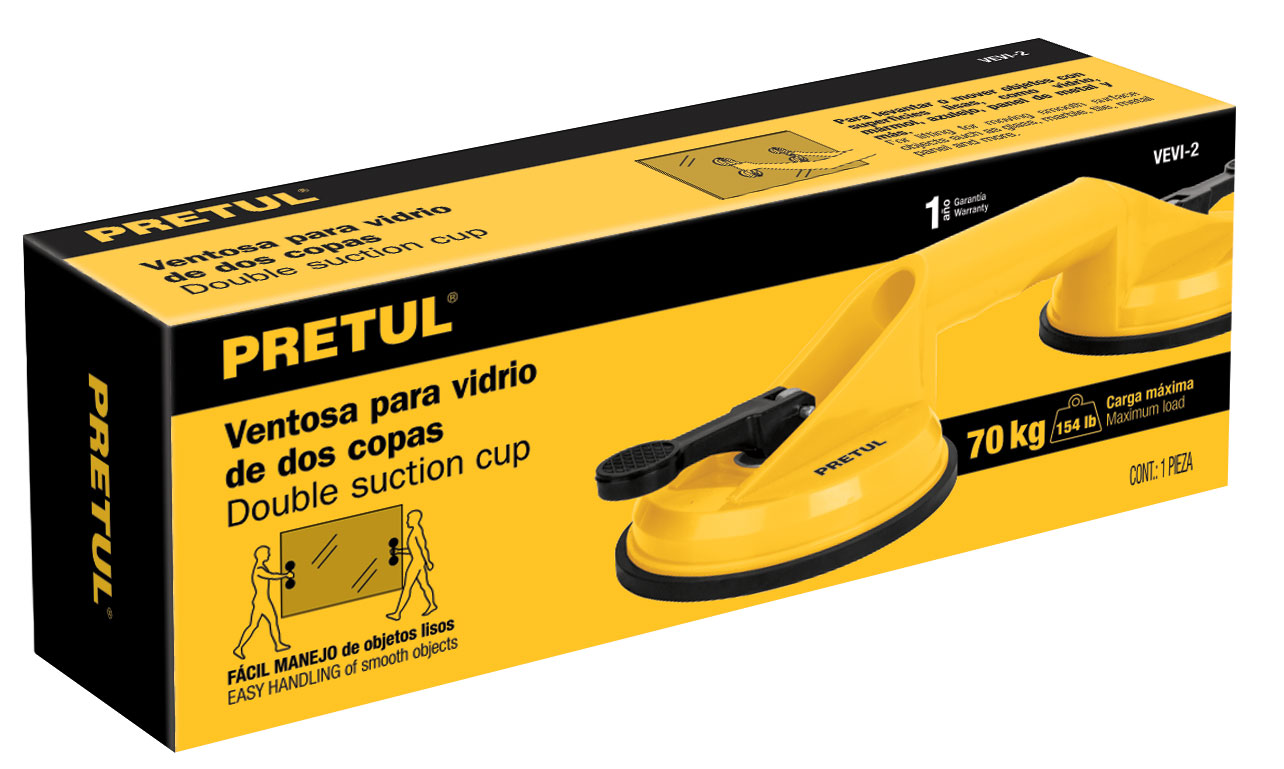 VEVI-2
PRETUL®
Ventosa para vidrio
de dos copas
Double suction cup
Para levantar o mover objetos con
superficies lisas, como vidrio,
mármol, azulejo, panel de metal y
más.
For lifting for moving smooth surface
objects such as glass, marble, tile, metal
panel and more.
PRETUL®
PRETUL®
Ventosa para vidrio
de dos copas
Double suction cup
FÁCIL MANEJO de objetos lisos
EASY HANDLING of smooth objects
1 año Garantía
Warranty
VEVI-2
PRETUL
70 kg 154 lb Carga máxima
Maximum load
CONT.: 1 PIEZA